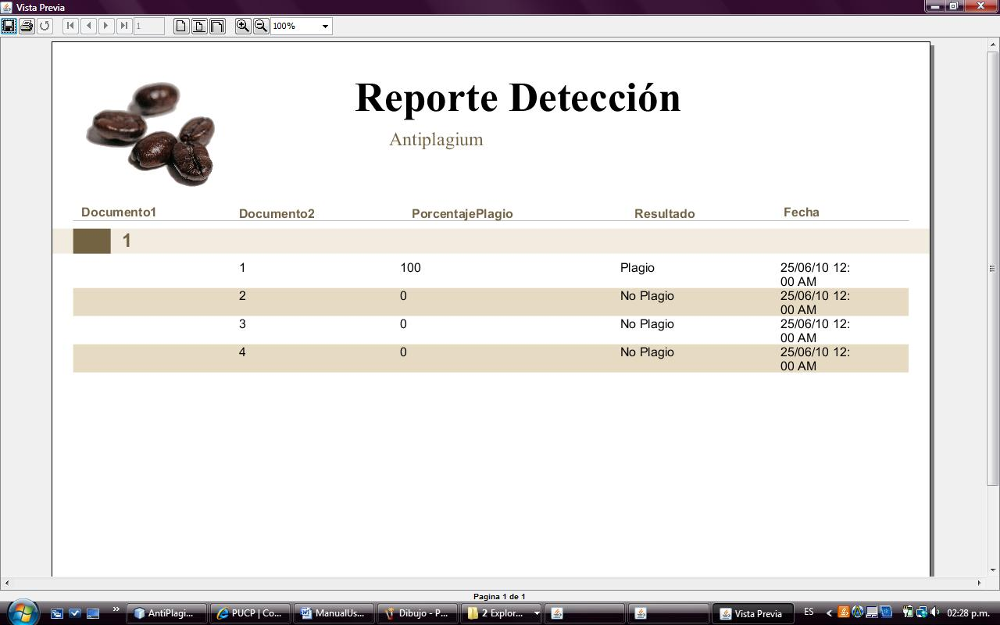 Vista Previa
1
100%
Reporte Detección
Antiplagium
Documento1 Documento2 PorcentajePlagio Resultado Fecha
1
1 100 Plagio 25/06/10 12:
00 AM
2 0 No Plagio 25/06/10 12:
00 AM
3 0 No Plagio 25/06/10 12:
00 AM
4 0 No Plagio 25/06/10 12:
00 AM
Pagina 1 de 1
» AntiPlagi... PUCP | Co... ManualUs... Dibujo - P... 2 Explor... Vista Previa ES < 02:28 p.m.